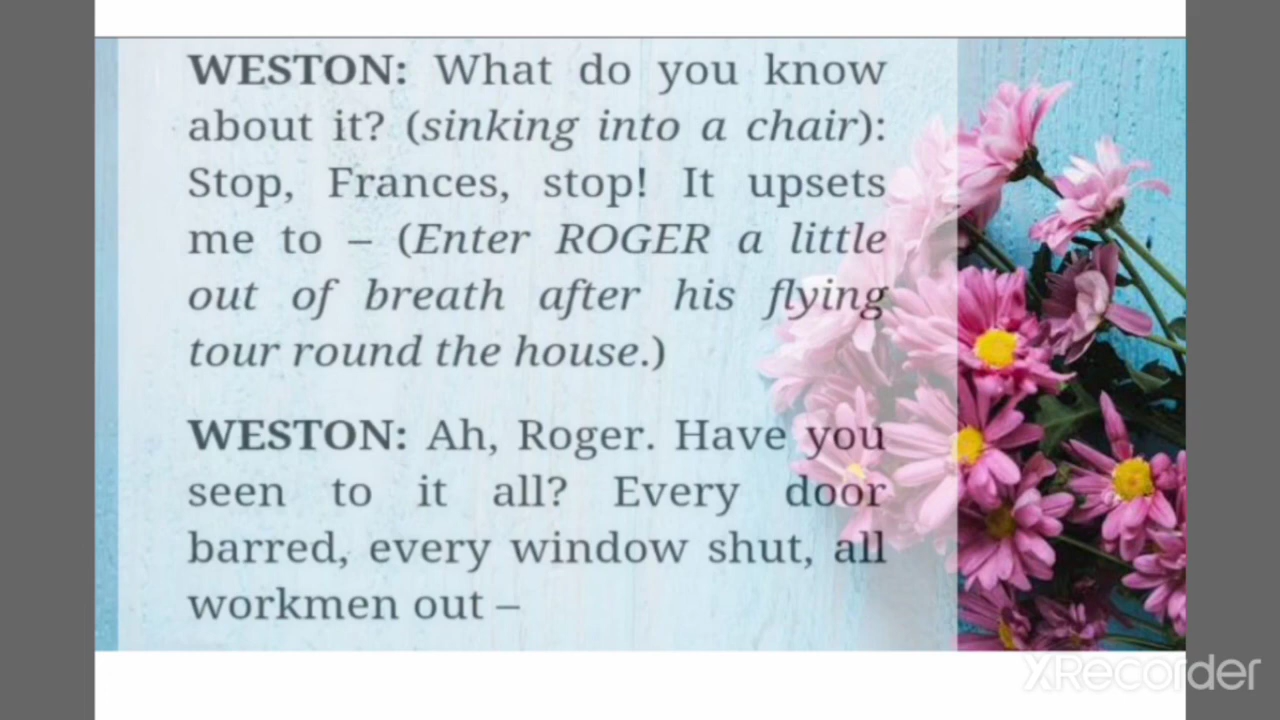 WESTON: What do you know
about it? (sinking into a chair):
Stop, Frances, stop! It upsets
me to – (Enter ROGER a little
out of breath after his flying
tour round the house.)
WESTON: Ah, Roger. Have you
seen to it all? Every door
barred, every window shut, all
workmen out –
XRecorder